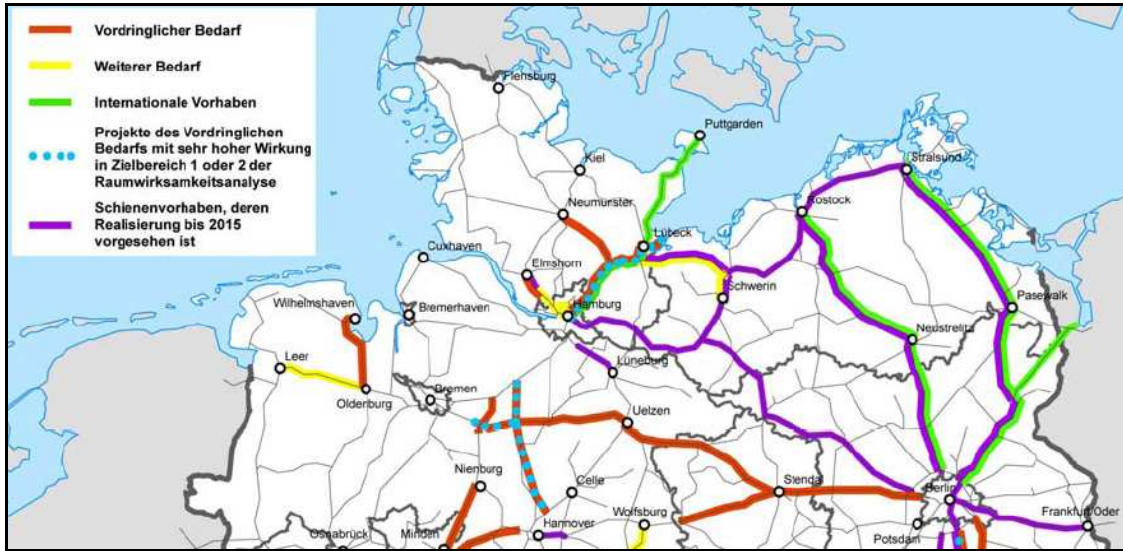 Vordringlicher Bedarf
Weiterer Bedarf
Internationale Vorhaben
Projekte des Vordringlichen
Bedarfs mit sehr hoher Wirkung
in Zielbereich 1 oder 2 der
Raumwirksamkeitsanalyse
Schienenvorhaben, deren
Realisierung bis 2015
vorgesehen ist
Flensburg
Puttgarden
Kiel
Stralsund
Neumünster
Rostock
Lübeck
Cuxhaven
Elmshorn
Schwerin
Wilhelmshaven
Bremerhaven
Hamburg
Pasewalk
Neustrelitz
Leer
Lüneburg
Bremen
Olderburg
Uelzen
Nienburg
Celle
Stendal
Berlin
Wolfsburg
Hannover
Frankfurt/Oder
Osnabrück
Minden
Potsdam